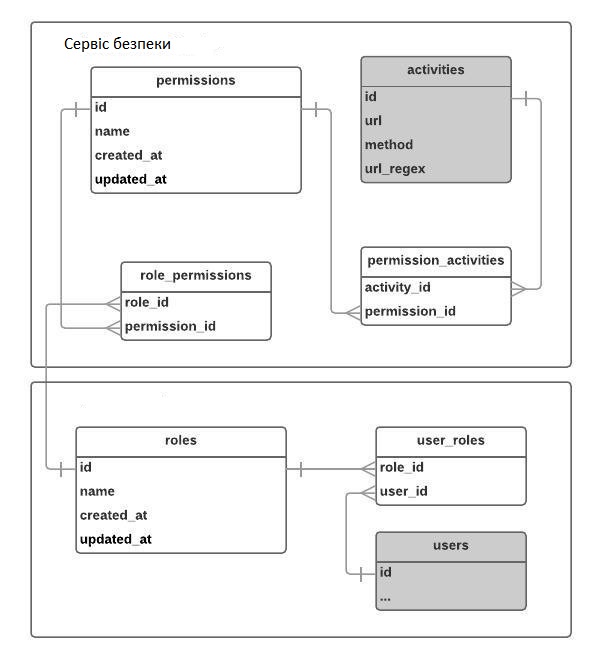 Сервіс безпеки
permissions
id
name
created_at
updated_at
activities
id
url
method
url_regex
role_permissions
role_id
permission_id
permission_activities
activity_id
permission_id
roles
id
name
created_at
updated_at
user_roles
role_id
user_id
users
id
...